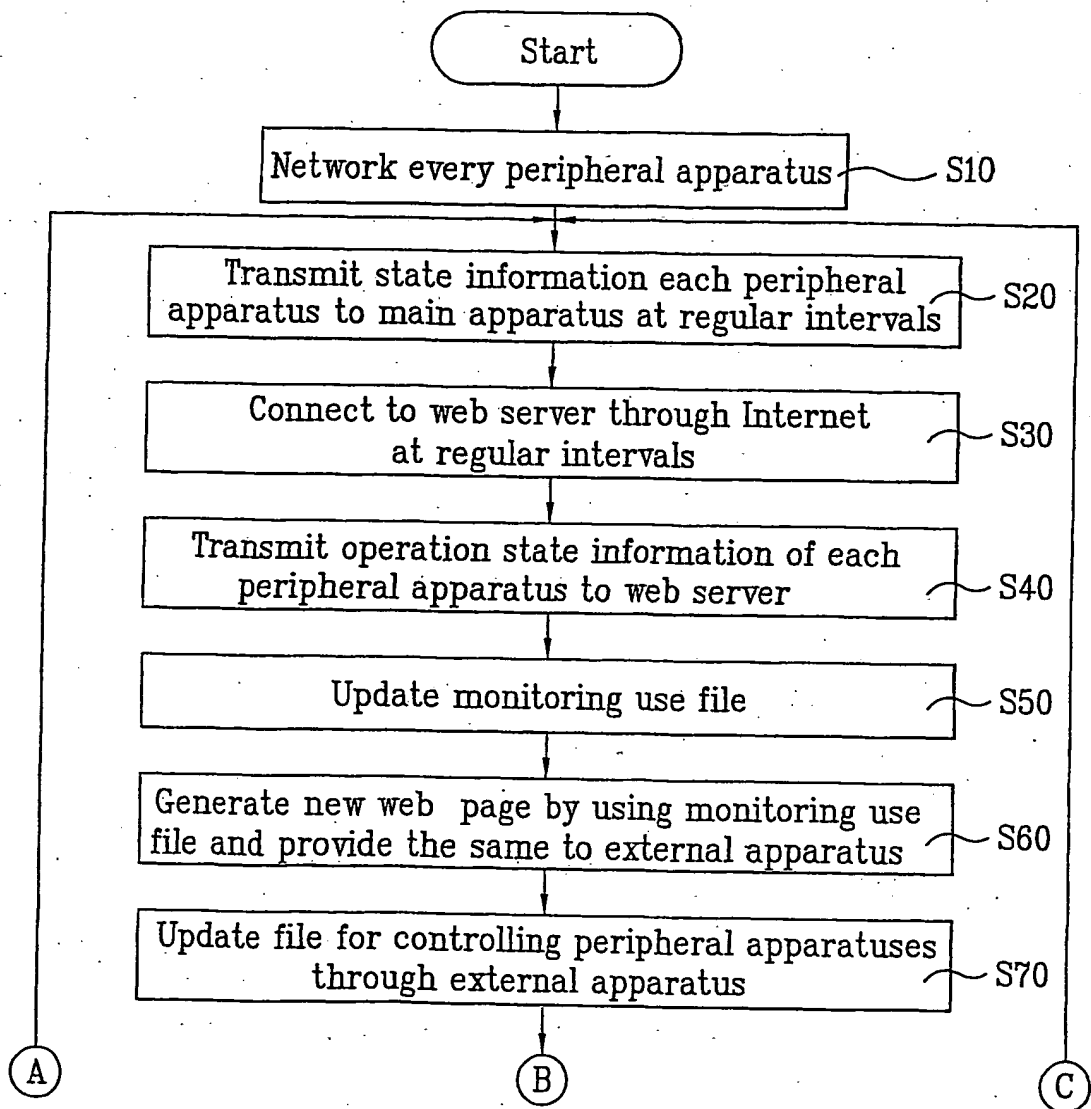 Start
Network every peripheral apparatus
S10
Transmit state information each peripheral
apparatus to main apparatus at regular intervals
S20
Connect to web server through Internet
at regular intervals
S30
Transmit operation state information of each
peripheral apparatus to web server
S40
Update monitoring use file
S50
Generate new web page by using monitoring use
file and provide the same to external apparatus
S60
Update file for controlling peripheral apparatuses
through external apparatus
S70
A
B
C